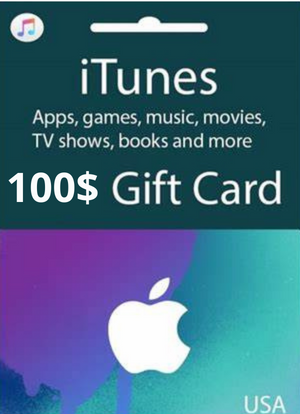 iTunes
Apps, games, music, movies,
TV shows, books and more
100$ Gift Card
USA